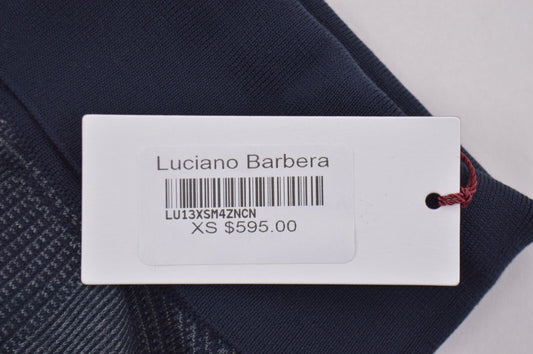 Luciano Barbera
LU13XSM4ZNCN
XS $595.00